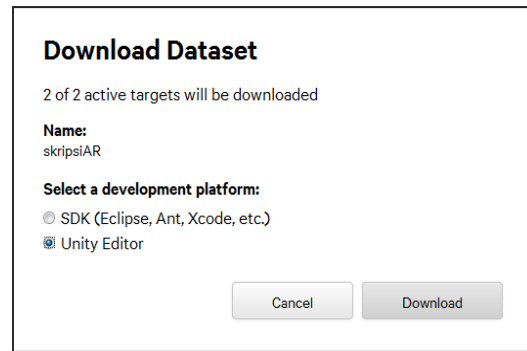 Download Dataset
2 of 2 active targets will be downloaded
Name:
skripsiAR
Select a development platform:
SDK (Eclipse, Ant, Xcode, etc.)
Unity Editor
Cancel Download